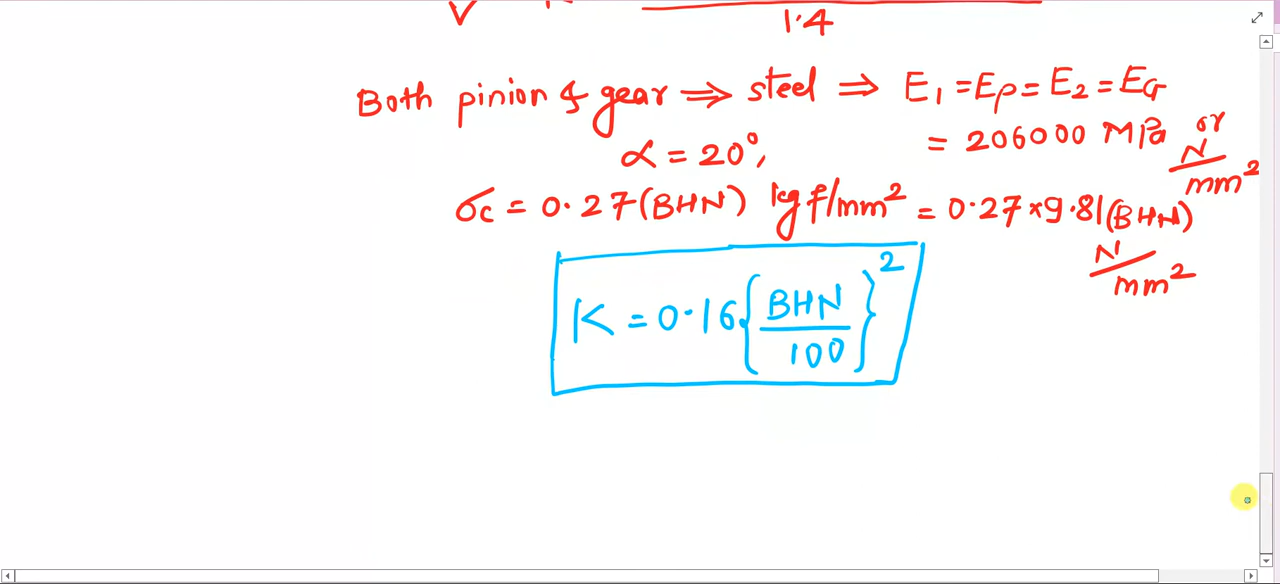 1.4
Both pinion & gear ⇒ steel ⇒ E₁ = Ep = E₂ = EG
= 206000 MPa or N/mm²
α = 20°,
σc = 0.27(BHN) kgf/mm² = 0.27×9.81(BHN) N/mm²
K = 0.16 {BHN/100}²